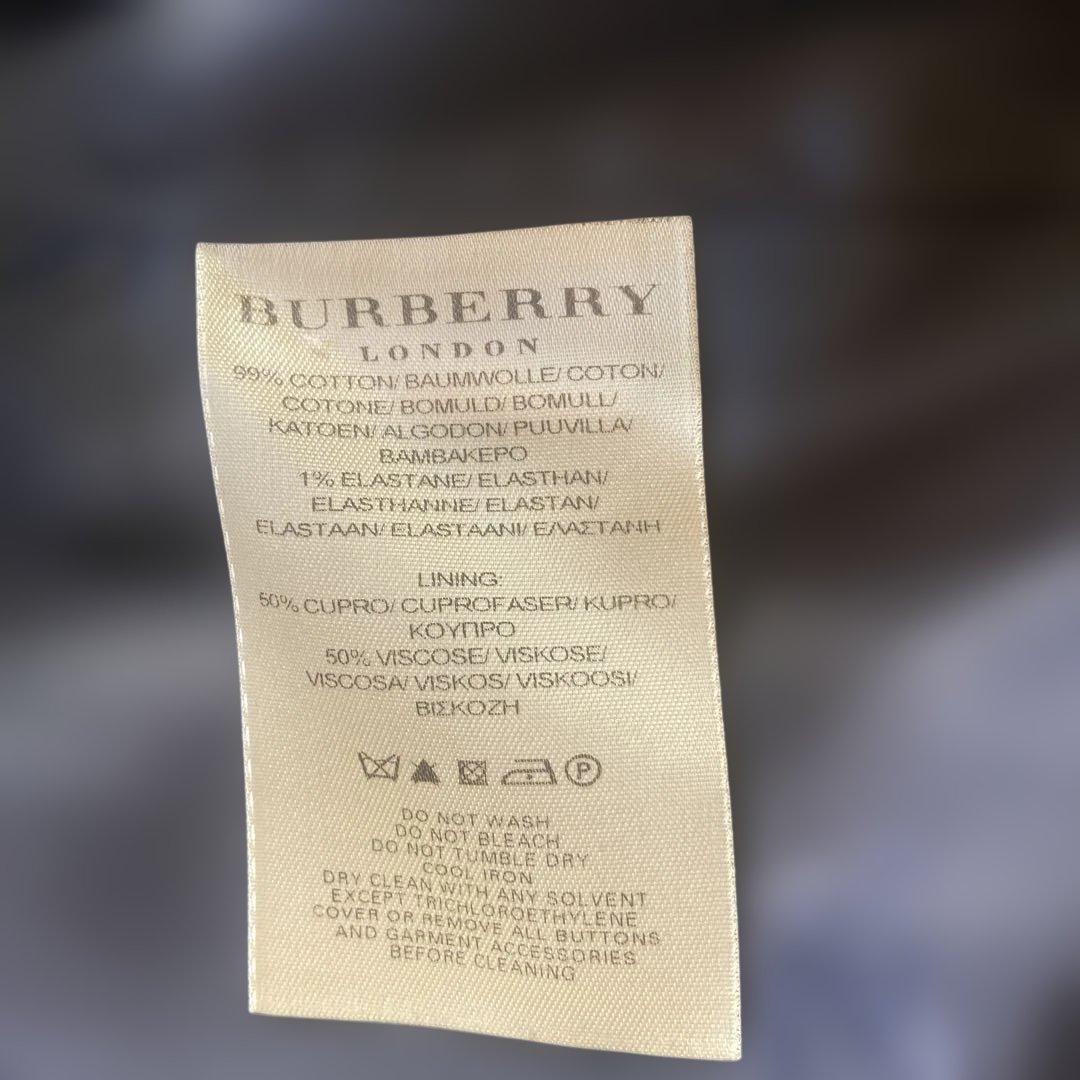 BURBERRY
LONDON
99% COTTON/ BAUMWOLLE/ COTON/
COTONE/ BOMULD/ BOMULL/
KATOEN/ ALGODON/ PUUVILLA/
ΒΑΜΒΑΚΕΡΟ
1% ELASTANE/ ELASTHAN/
ELASTHANNE/ ELASTAN/
ELASTAAN/ ELASTAANI/ ΕΛΑΣΤΑΝΗ
LINING:
50% CUPRO/ CUPROFASER/ KUPRO/
ΚΟΥΠΡΟ
50% VISCOSE/ VISKOSE/
VISCOSA/ VISKOS/ VISKOOSI/
ΒΙΣΚΟΖΗ
P
DO NOT WASH
DO NOT BLEACH
DO NOT TUMBLE DRY
COOL IRON
DRY CLEAN WITH ANY SOLVENT
EXCEPT TRICHLOROETHYLENE
COVER OR REMOVE ALL BUTTONS
AND GARMENT ACCESSORIES
BEFORE CLEANING